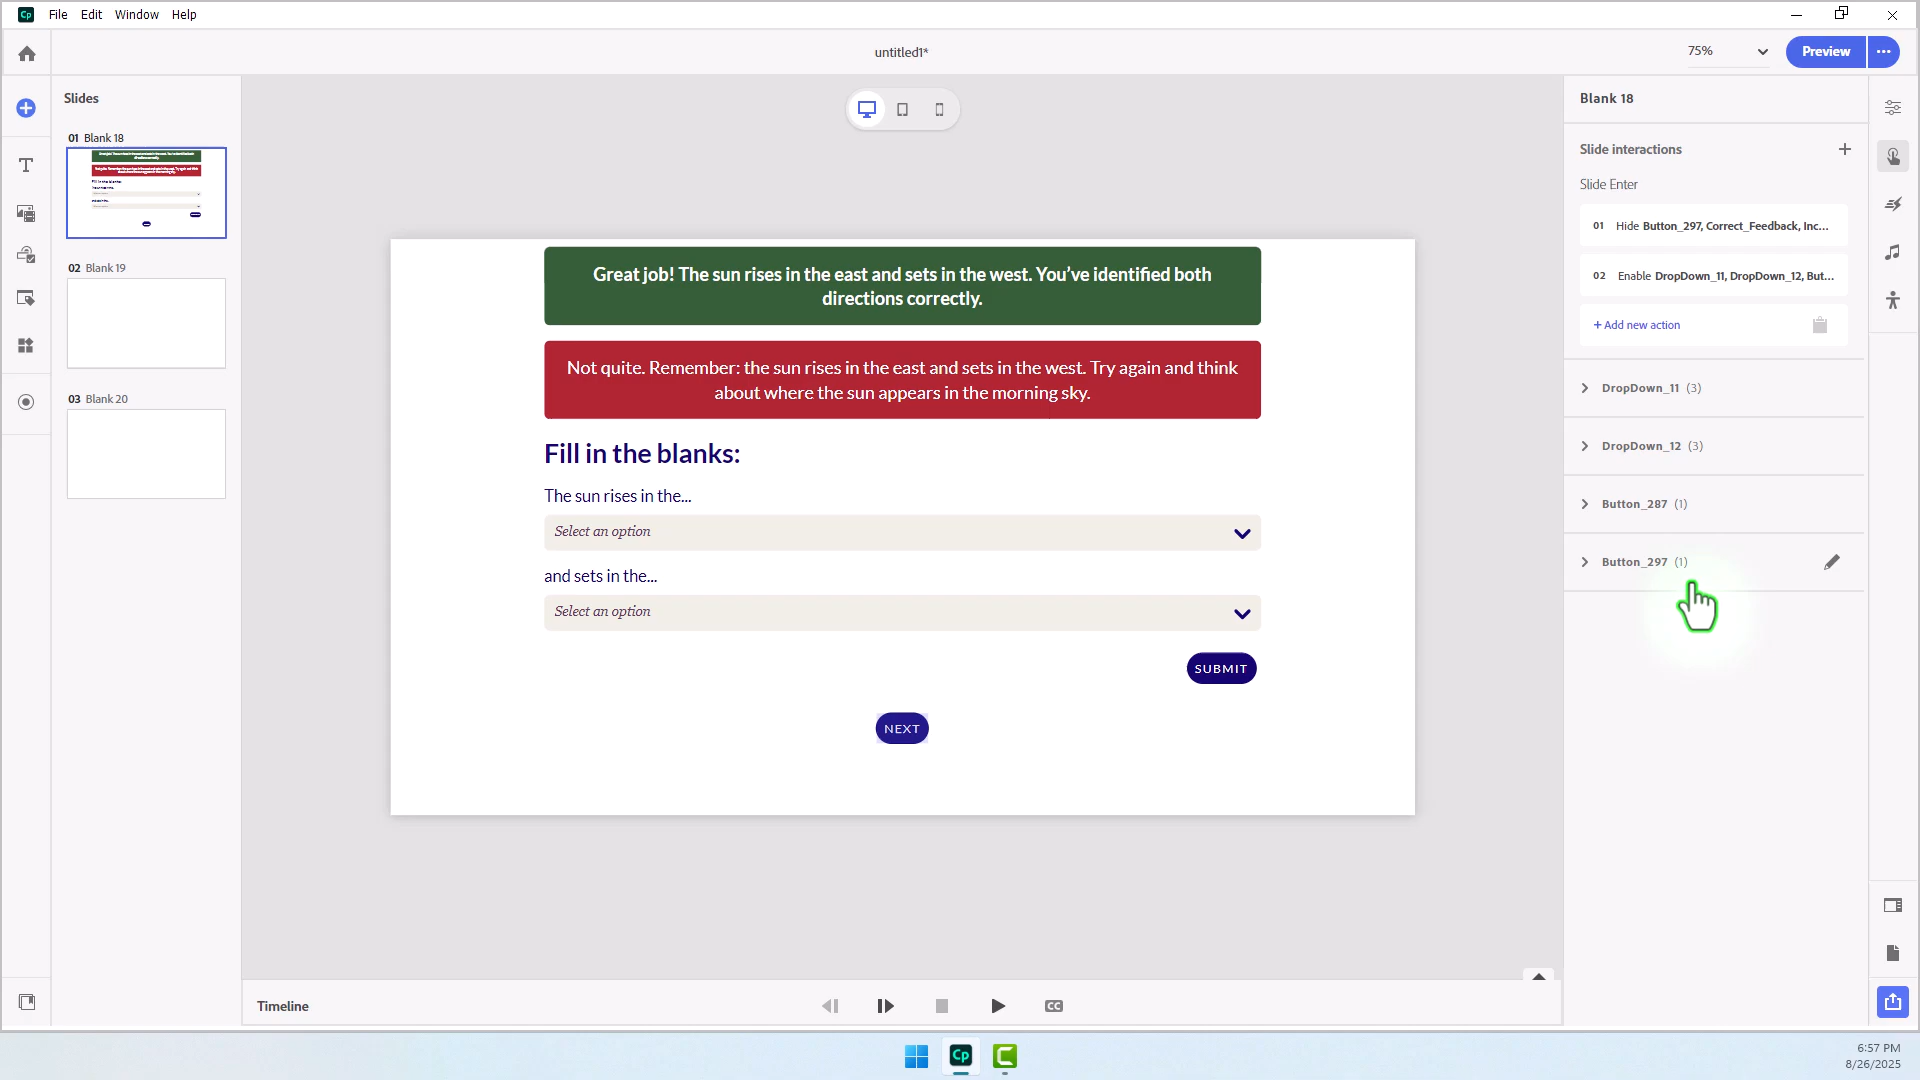 Cp File Edit Window Help
untitled1*
75%
Preview
Slides
01 Blank 18
02 Blank 19
03 Blank 20
Great job! The sun rises in the east and sets in the west. You’ve identified both
directions correctly.
Not quite. Remember: the sun rises in the east and sets in the west. Try again and think
about where the sun appears in the morning sky.
Fill in the blanks:
The sun rises in the...
Select an option
and sets in the...
Select an option
SUBMIT
NEXT
Blank 18
Slide interactions
Slide Enter
01 Hide Button_297, Correct_Feedback, Inc...
02 Enable DropDown_11, DropDown_12, But...
+ Add new action
DropDown_11 (3)
DropDown_12 (3)
Button_287 (1)
Button_297 (1)
Timeline
CC
Cp
6:57 PM
8/26/2025